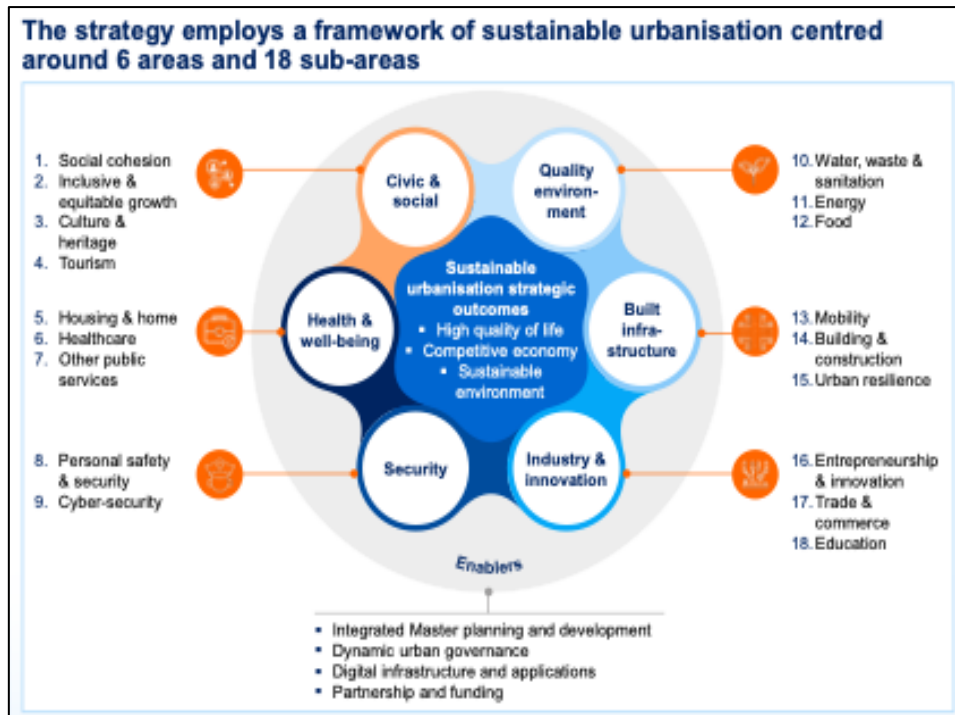 The strategy employs a framework of sustainable urbanisation centred
around 6 areas and 18 sub-areas
1. Social cohesion
2. Inclusive &
equitable growth
3. Culture &
heritage
4. Tourism
5. Housing & home
6. Healthcare
7. Other public
services
8. Personal safety
& security
9. Cyber-security
Civic &
social
Quality
environ-
ment
Health &
well-being
Sustainable
urbanisation strategic
outcomes
▪ High quality of life
▪ Competitive economy
▪ Sustainable
environment
Built
infra-
structure
Security
Industry &
innovation
10. Water, waste &
sanitation
11. Energy
12. Food
13. Mobility
14. Building &
construction
15. Urban resilience
16. Entrepreneurship
& innovation
17. Trade &
commerce
18. Education
Enablers
▪ Integrated Master planning and development
▪ Dynamic urban governance
▪ Digital infrastructure and applications
▪ Partnership and funding